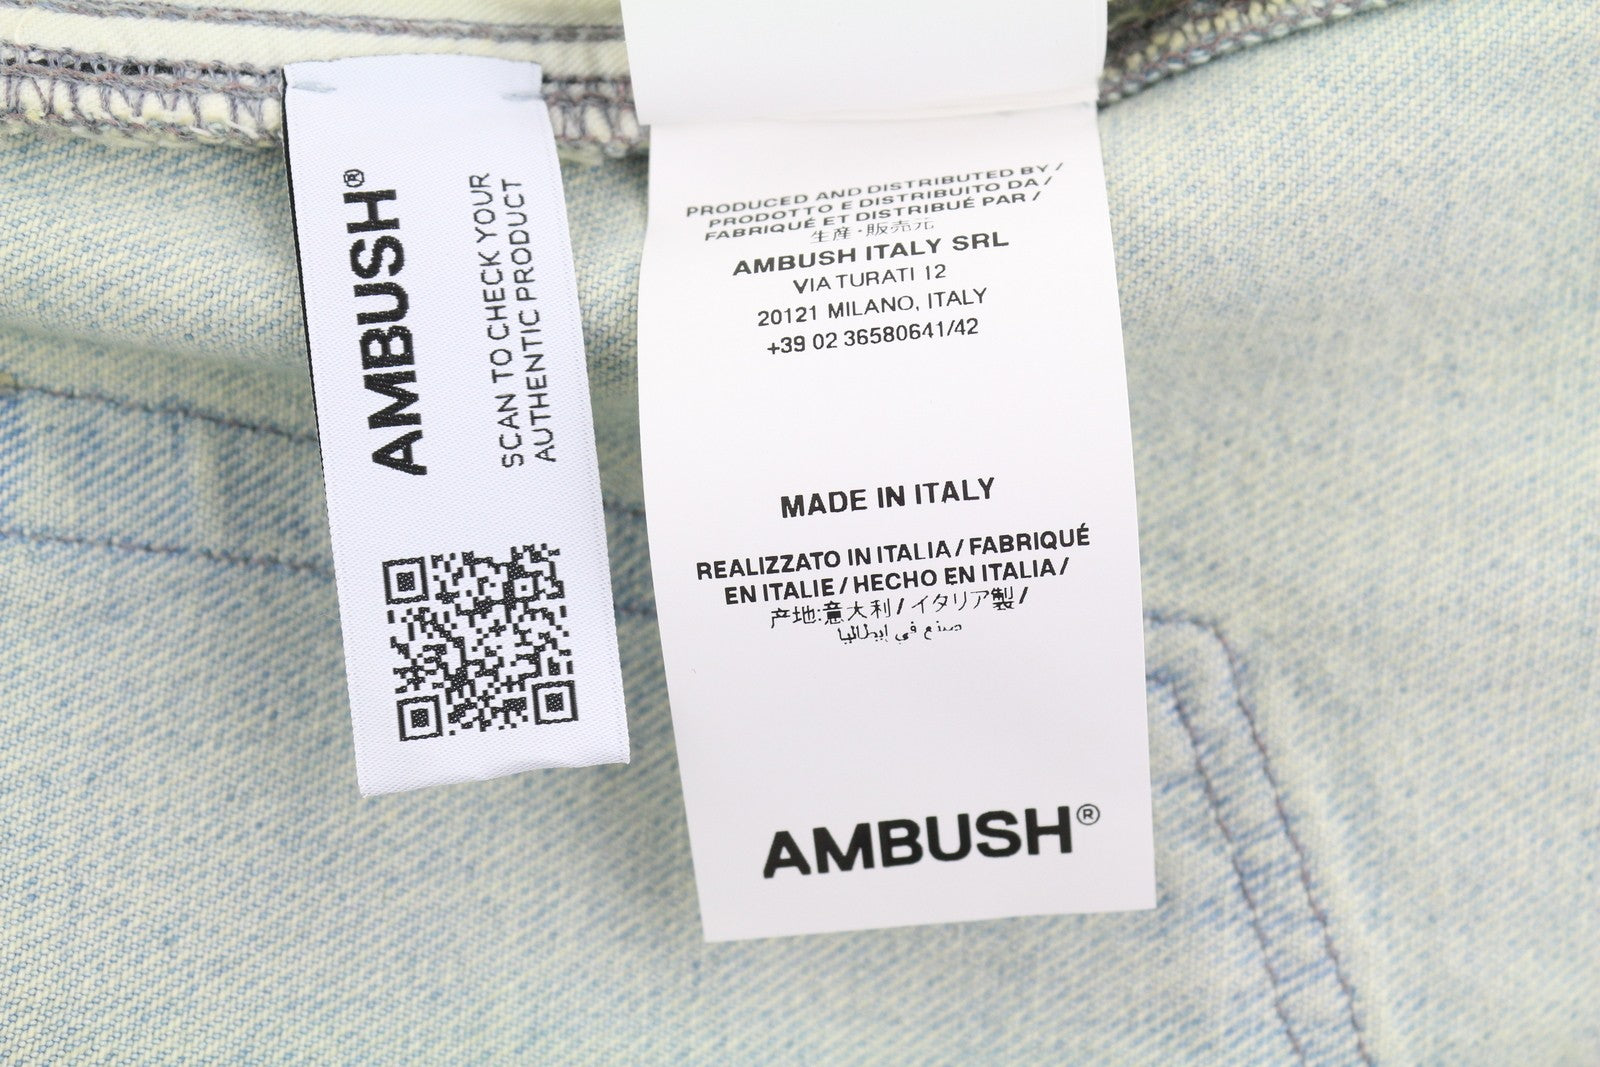 AMBUSH®
SCAN TO CHECK YOUR
AUTHENTIC PRODUCT
PRODUCED AND DISTRIBUTED BY /
PRODOTTO E DISTRIBUITO DA /
FABRIQUÉ ET DISTRIBUÉ PAR /
生産・販売元
AMBUSH ITALY SRL
VIA TURATI 12
20121 MILANO, ITALY
+39 02 36580641/42
MADE IN ITALY
REALIZZATO IN ITALIA / FABRIQUÉ
EN ITALIE / HECHO EN ITALIA /
产地:意大利 / イタリア製 /
صنع في إيطاليا
AMBUSH®